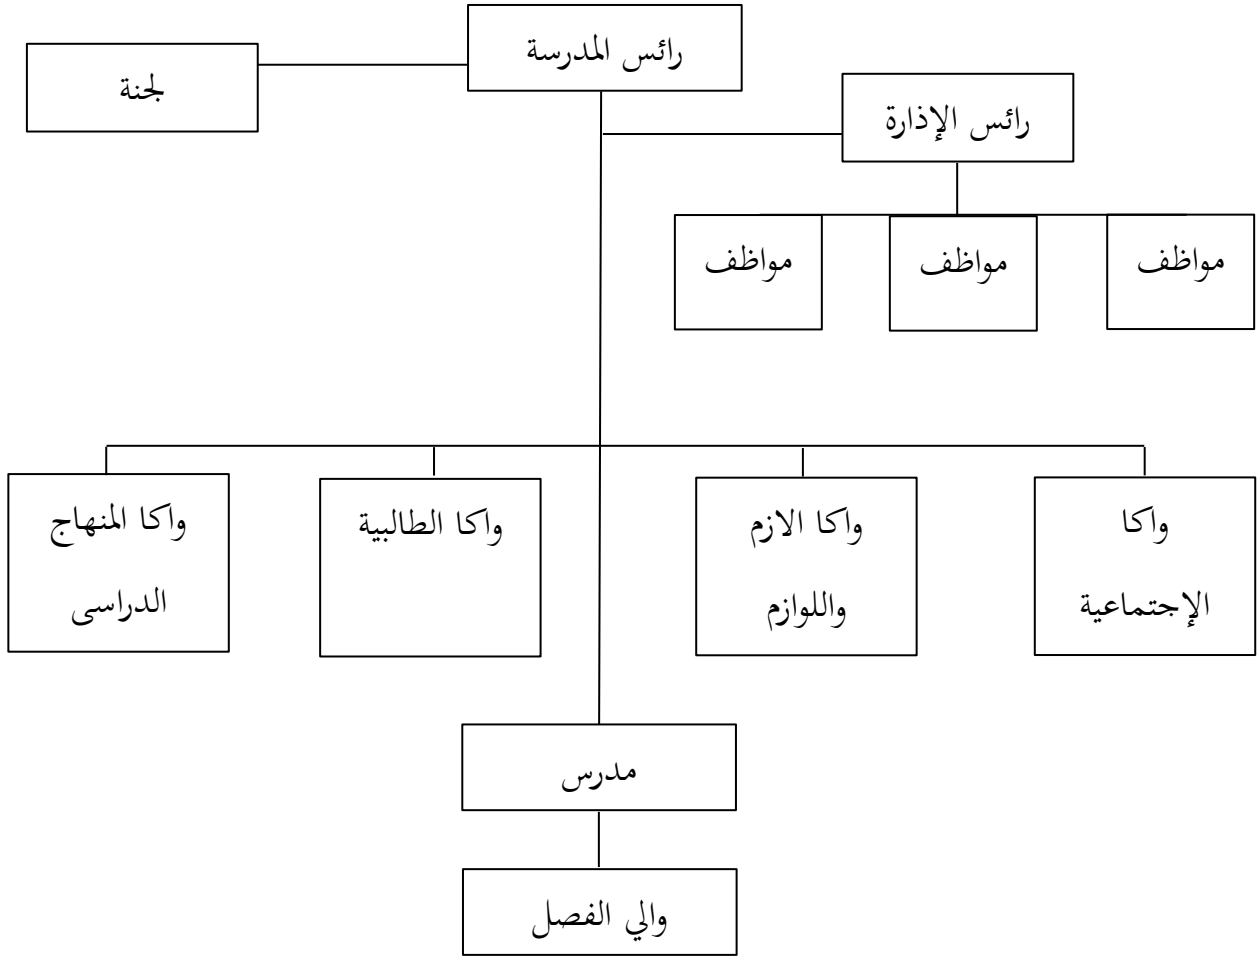 رائس المدرسة
لجنة
رائس الإذارة
مواظف
مواظف
مواظف
واكا
الإجتماعية
واكا الازم
واللوازم
واكا الطالبية
واكا المنهاج
الدراسى
مدرس
والي الفصل